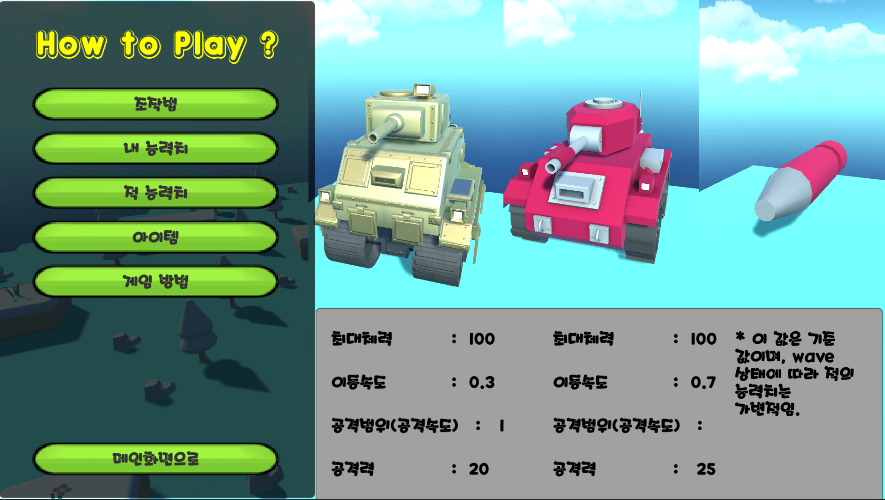 How to Play ?
조작법
내 능력치
적 능력치
아이템
게임 방법
메인화면으로
최대체력 : 100
이동속도 : 0.3
공격범위(공격속도) : 1
공격력 : 20
최대체력 : 100
이동속도 : 0.7
공격범위(공격속도) :
공격력 : 25
* 이 값은 기준
값이며, wave
상태에 따라 적의
능력치는
가변적임.